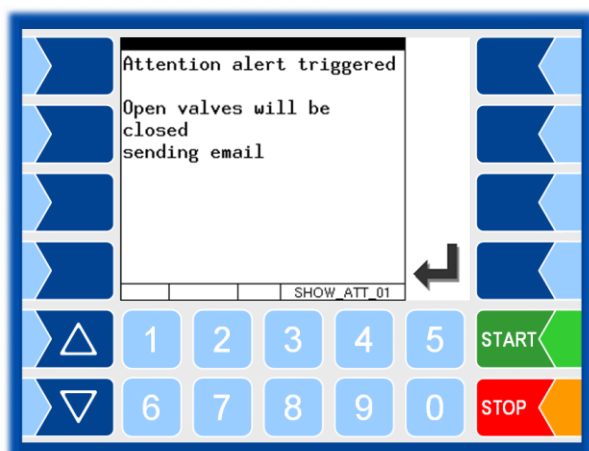 Attention alert triggered
Open valves will be
closed
sending email
SHOW_ATT_01
1 2 3 4 5 START
6 7 8 9 0 STOP